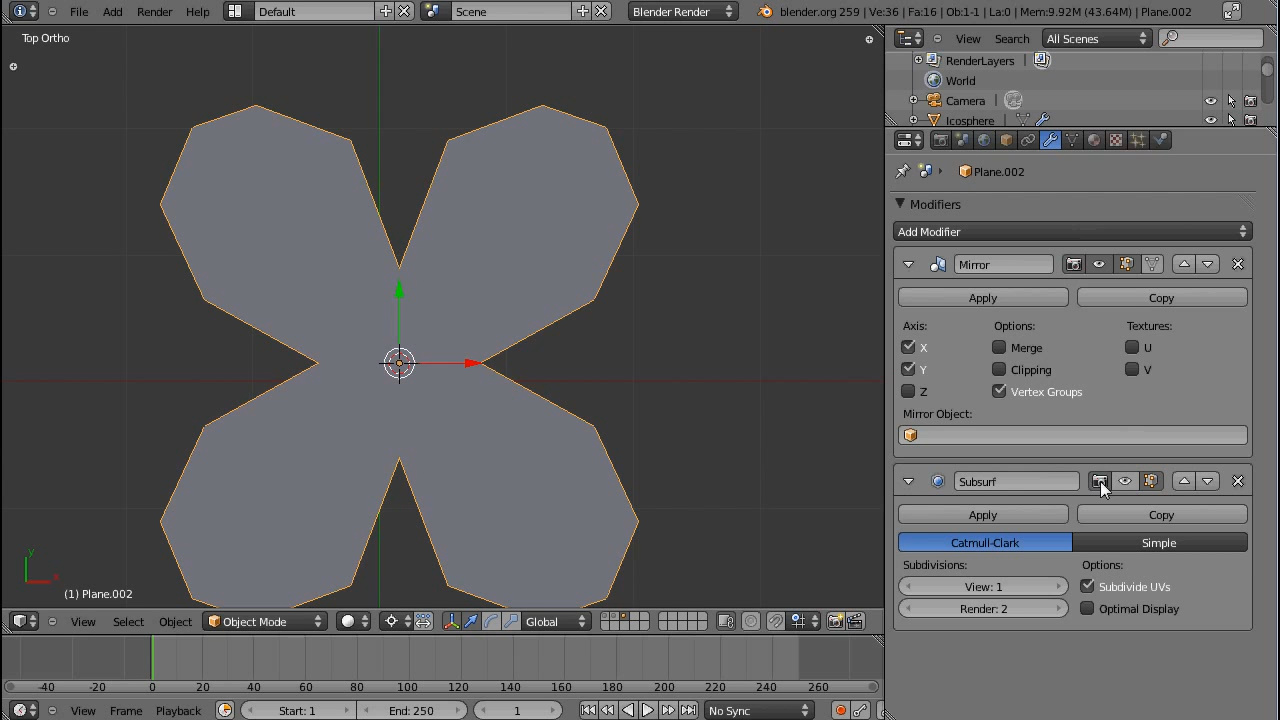 File Add Render Help Default Scene Blender Render blender.org 259 | Ve:36 | Fa:16 | Ob:1-1 | La:0 | Mem:9.92M (43.64M) | Plane.002
Top Ortho
View Search All Scenes
RenderLayers
World
Camera
Icosphere
Plane.002
Modifiers
Add Modifier
Mirror
Apply Copy
Axis: Options: Textures:
X Merge U
Y Clipping V
Z Vertex Groups
Mirror Object:
Subsurf
Apply Copy
Catmull-Clark Simple
Subdivisions: Options:
View: 1 Subdivide UVs
Render: 2 Optimal Display
y
x
(1) Plane.002
View Select Object Object Mode Global
-40 -20 0 20 40 60 80 100 120 140 160 180 200 220 240 260
View Frame Playback Start: 1 End: 250 1 No Sync